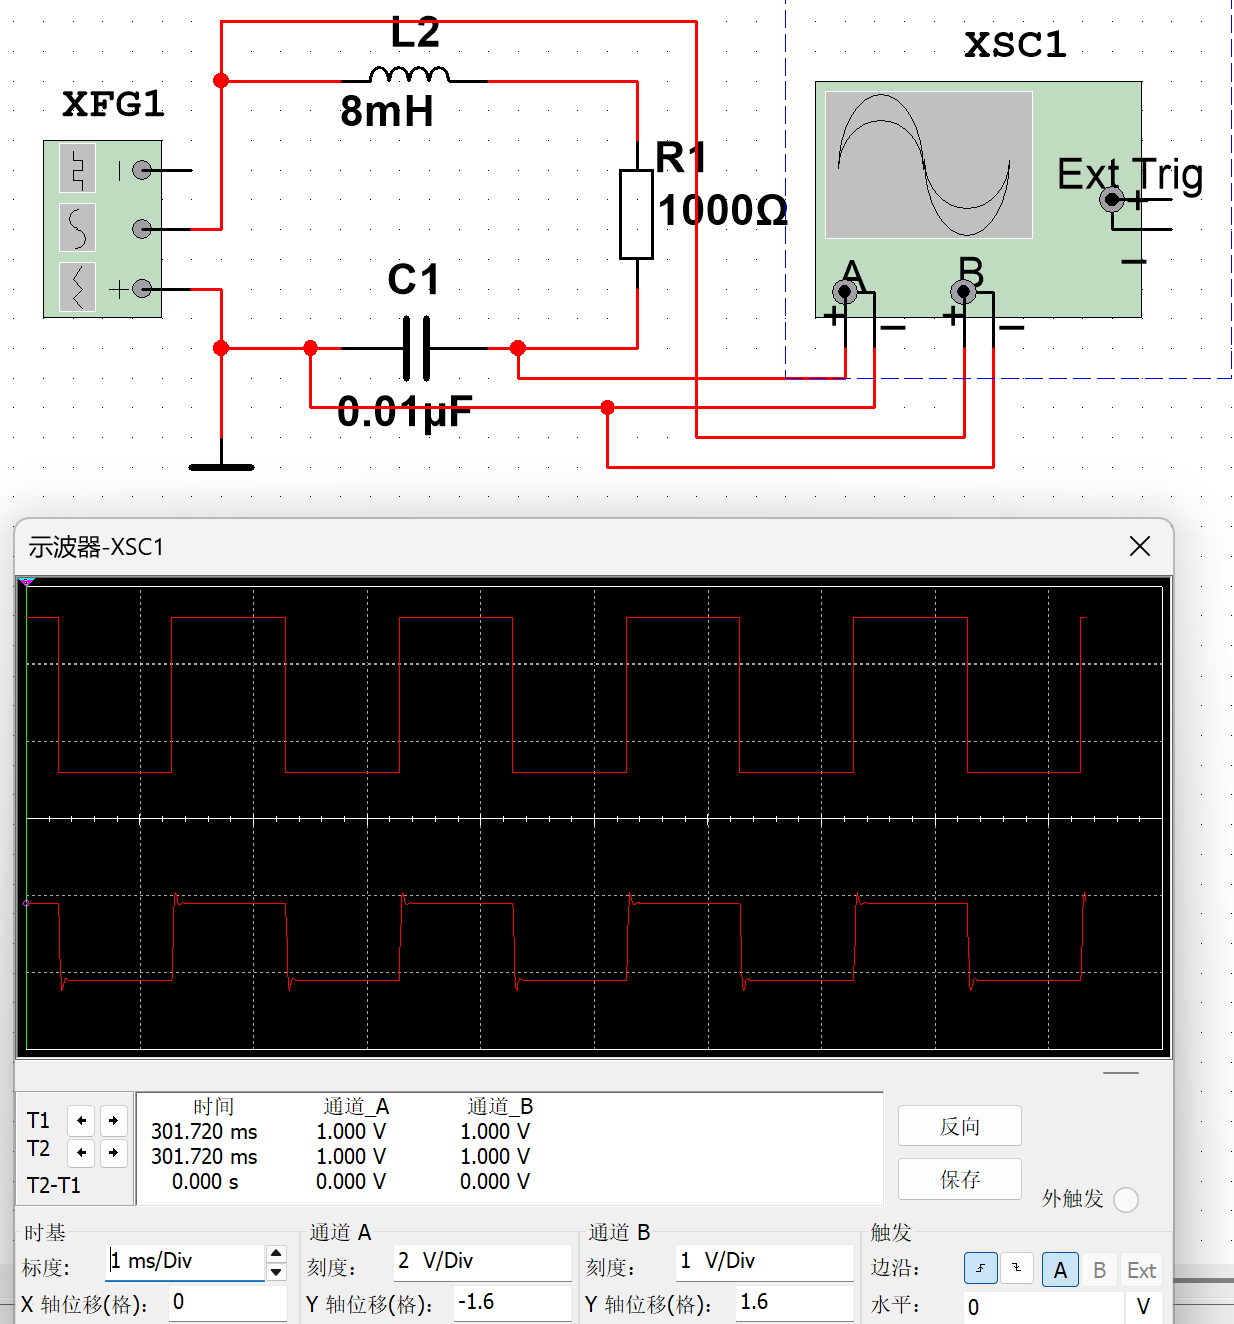 L2
XSC1
XFG1
8mH
R1
Ext Trig
1000Ω
C1
A
B
+
−
+
−
+
−
+
0.01µF
示波器-XSC1
时间 通道_A 通道_B
T1 301.720 ms 1.000 V 1.000 V
T2 301.720 ms 1.000 V 1.000 V
T2-T1 0.000 s 0.000 V 0.000 V
反向
保存
外触发
时基 通道 A 通道 B 触发
标度: 1 ms/Div 刻度: 2 V/Div 刻度: 1 V/Div 边沿: A B Ext
X 轴位移(格): 0 Y 轴位移(格): -1.6 Y 轴位移(格): 1.6 水平: 0 V